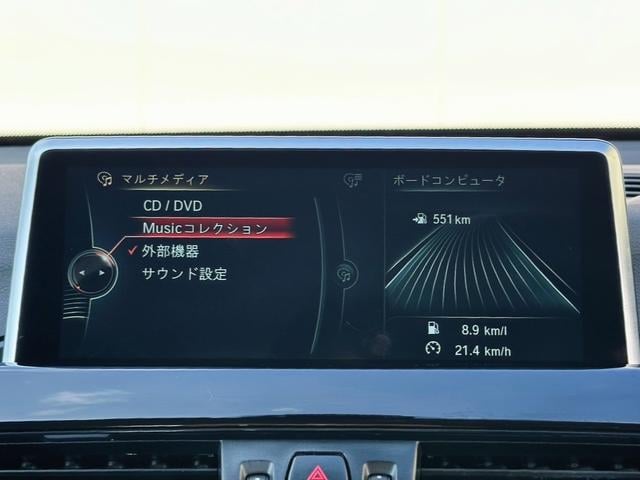 マルチメディア
CD / DVD
Musicコレクション
外部機器
サウンド設定
ボードコンピュータ
551 km
8.9 km/l
21.4 km/h